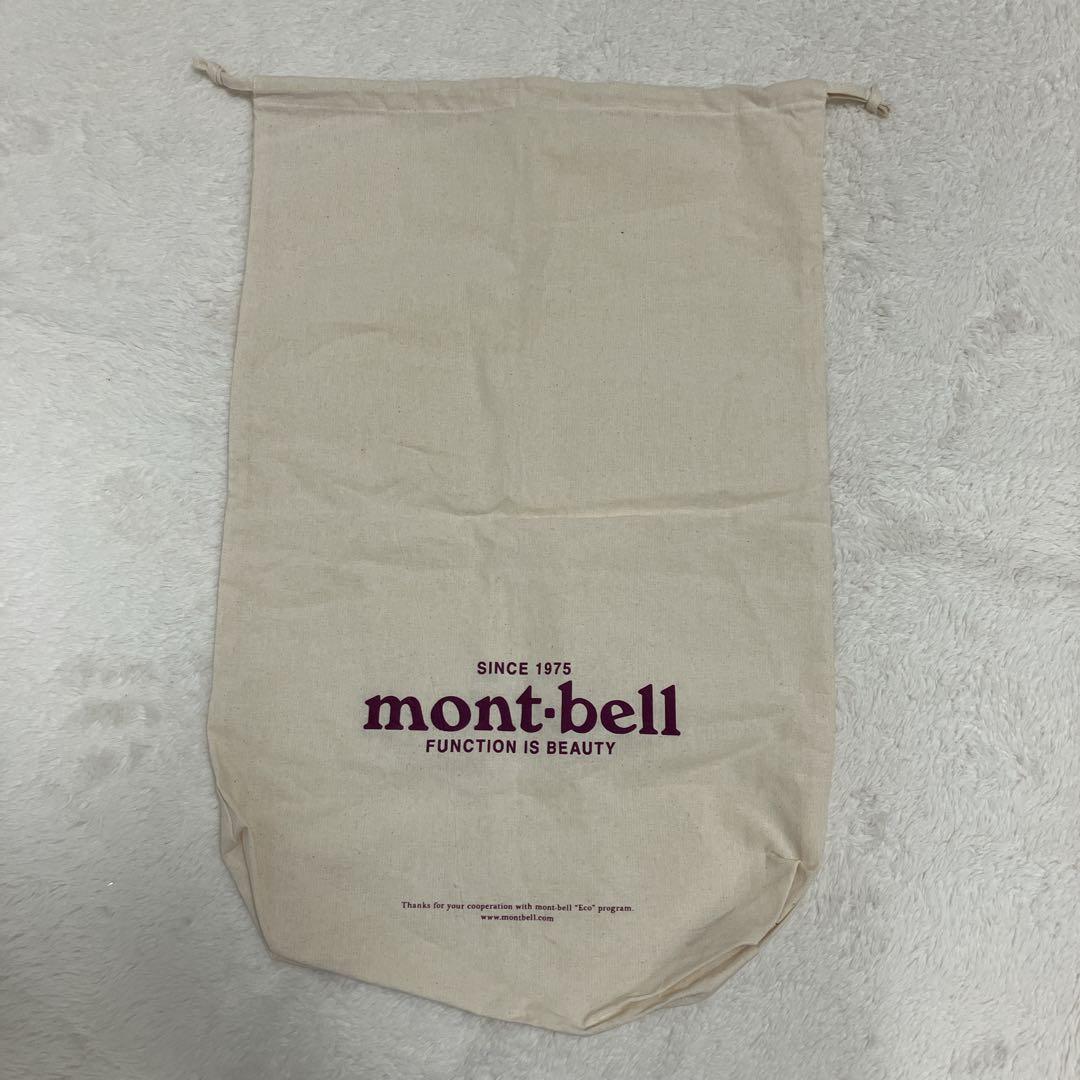 SINCE 1975
mont·bell
FUNCTION IS BEAUTY
Thanks for your cooperation with mont-bell "Eco" program.
www.montbell.com